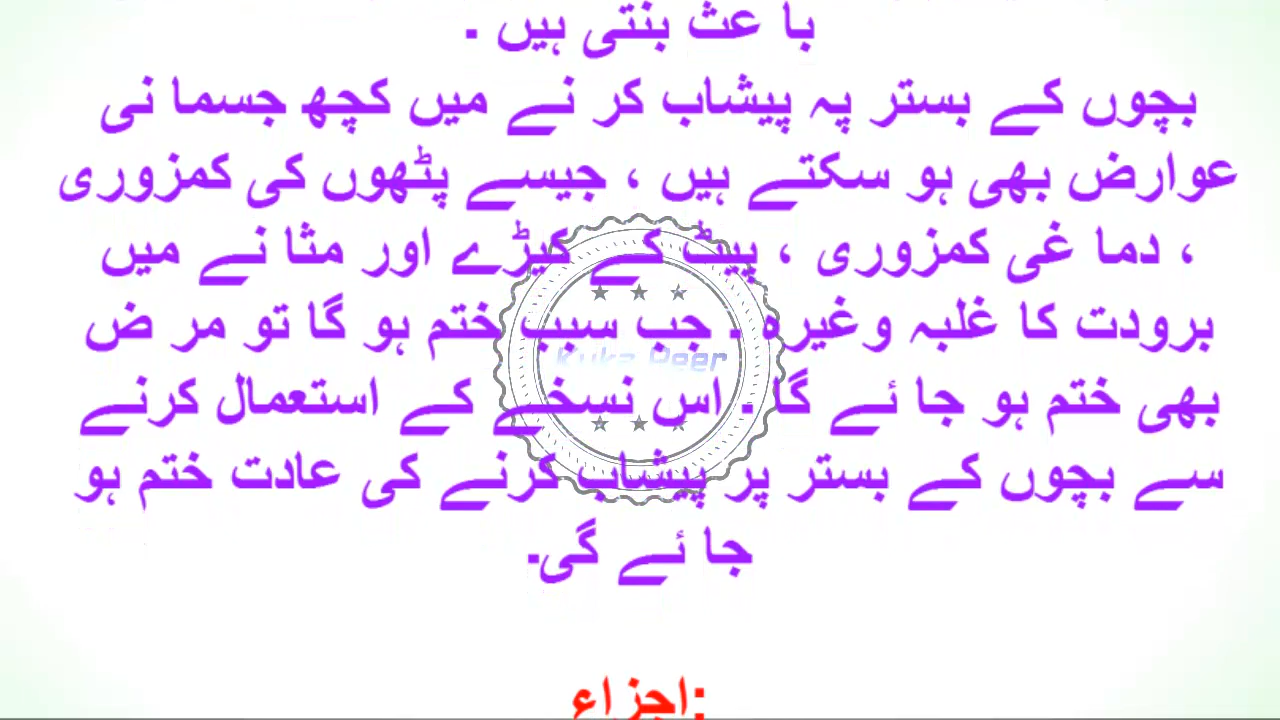 با عث بنتی ہیں .
بچوں کے بستر پہ پیشاب کر نے میں کچھ جسما نی
عوارض بھی ہو سکتے ہیں ، جیسے پٹھوں کی کمزوری
، دما غی کمزوری ، پیٹ کے کیڑے اور مثا نے میں
برودت کا غلبہ وغیرہ . جب سبب ختم ہو گا تو مر ض
بھی ختم ہو جا ئے گا . اس نسخے کے استعمال کرنے
سے بچوں کے بستر پر پیشاب کرنے کی عادت ختم ہو
جا ئے گی.
اجزاء: